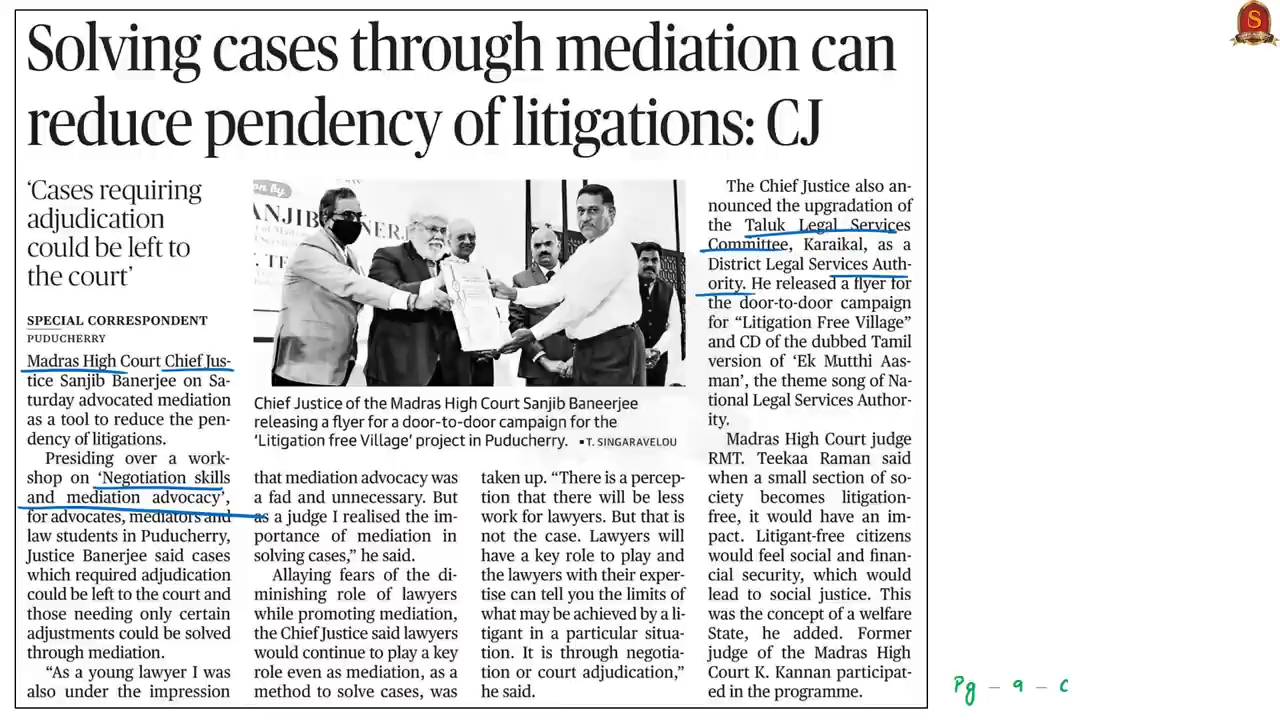 Solving cases through mediation can
reduce pendency of litigations: CJ
‘Cases requiring
adjudication
could be left to
the court’
SPECIAL CORRESPONDENT
PUDUCHERRY
Madras High Court Chief Jus-
tice Sanjib Banerjee on Sa-
turday advocated mediation
as a tool to reduce the pen-
dency of litigations.
Presiding over a work-
shop on ‘Negotiation skills
and mediation advocacy’,
for advocates, mediators and
law students in Puducherry,
Justice Banerjee said cases
which required adjudication
could be left to the court and
those needing only certain
adjustments could be solved
through mediation.
“As a young lawyer I was
also under the impression
on by
ANJIB
Chief Justice of the Madras High Court Sanjib Baneerjee
releasing a flyer for a door-to-door campaign for the
‘Litigation free Village’ project in Puducherry. ▪ T. SINGARAVELOU
that mediation advocacy was
a fad and unnecessary. But
as a judge I realised the im-
portance of mediation in
solving cases,” he said.
Allaying fears of the di-
minishing role of lawyers
while promoting mediation,
the Chief Justice said lawyers
would continue to play a key
role even as mediation, as a
method to solve cases, was
taken up. “There is a percep-
tion that there will be less
work for lawyers. But that is
not the case. Lawyers will
have a key role to play and
the lawyers with their exper-
tise can tell you the limits of
what may be achieved by a li-
tigant in a particular situa-
tion. It is through negotia-
tion or court adjudication,”
he said.
The Chief Justice also an-
nounced the upgradation of
the Taluk Legal Services
Committee, Karaikal, as a
District Legal Services Auth-
ority. He released a flyer for
the door-to-door campaign
for “Litigation Free Village”
and CD of the dubbed Tamil
version of ‘Ek Mutthi Aas-
man’, the theme song of Na-
tional Legal Services Author-
ity.
Madras High Court judge
RMT. Teekaa Raman said
when a small section of so-
ciety becomes litigation-
free, it would have an im-
pact. Litigant-free citizens
would feel social and finan-
cial security, which would
lead to social justice. This
was the concept of a welfare
State, he added. Former
judge of the Madras High
Court K. Kannan participat-
ed in the programme.
S
Pg - 9 - C